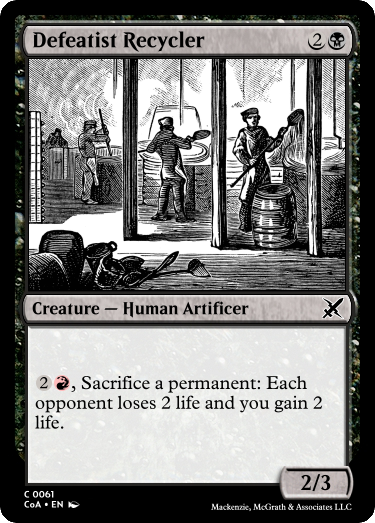 Defeatist Recycler 2
Creature — Human Artificer
2, Sacrifice a permanent: Each
opponent loses 2 life and you gain 2
life.
2/3
C 0061
CoA • EN
Mackenzie, McGrath & Associates LLC